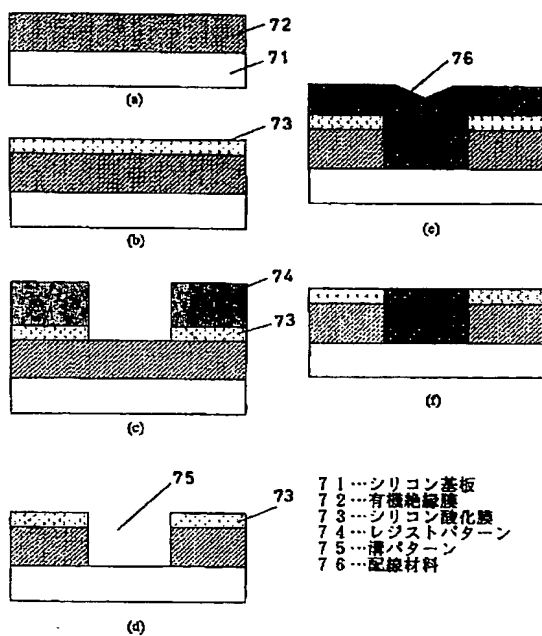 72
71
(a)
73
(b)
74
73
(c)
75
73
(d)
76
(e)
(f)
71…シリコン基板
72…有機絶縁膜
73…シリコン酸化膜
74…レジストパターン
75…溝パターン
76…配線材料